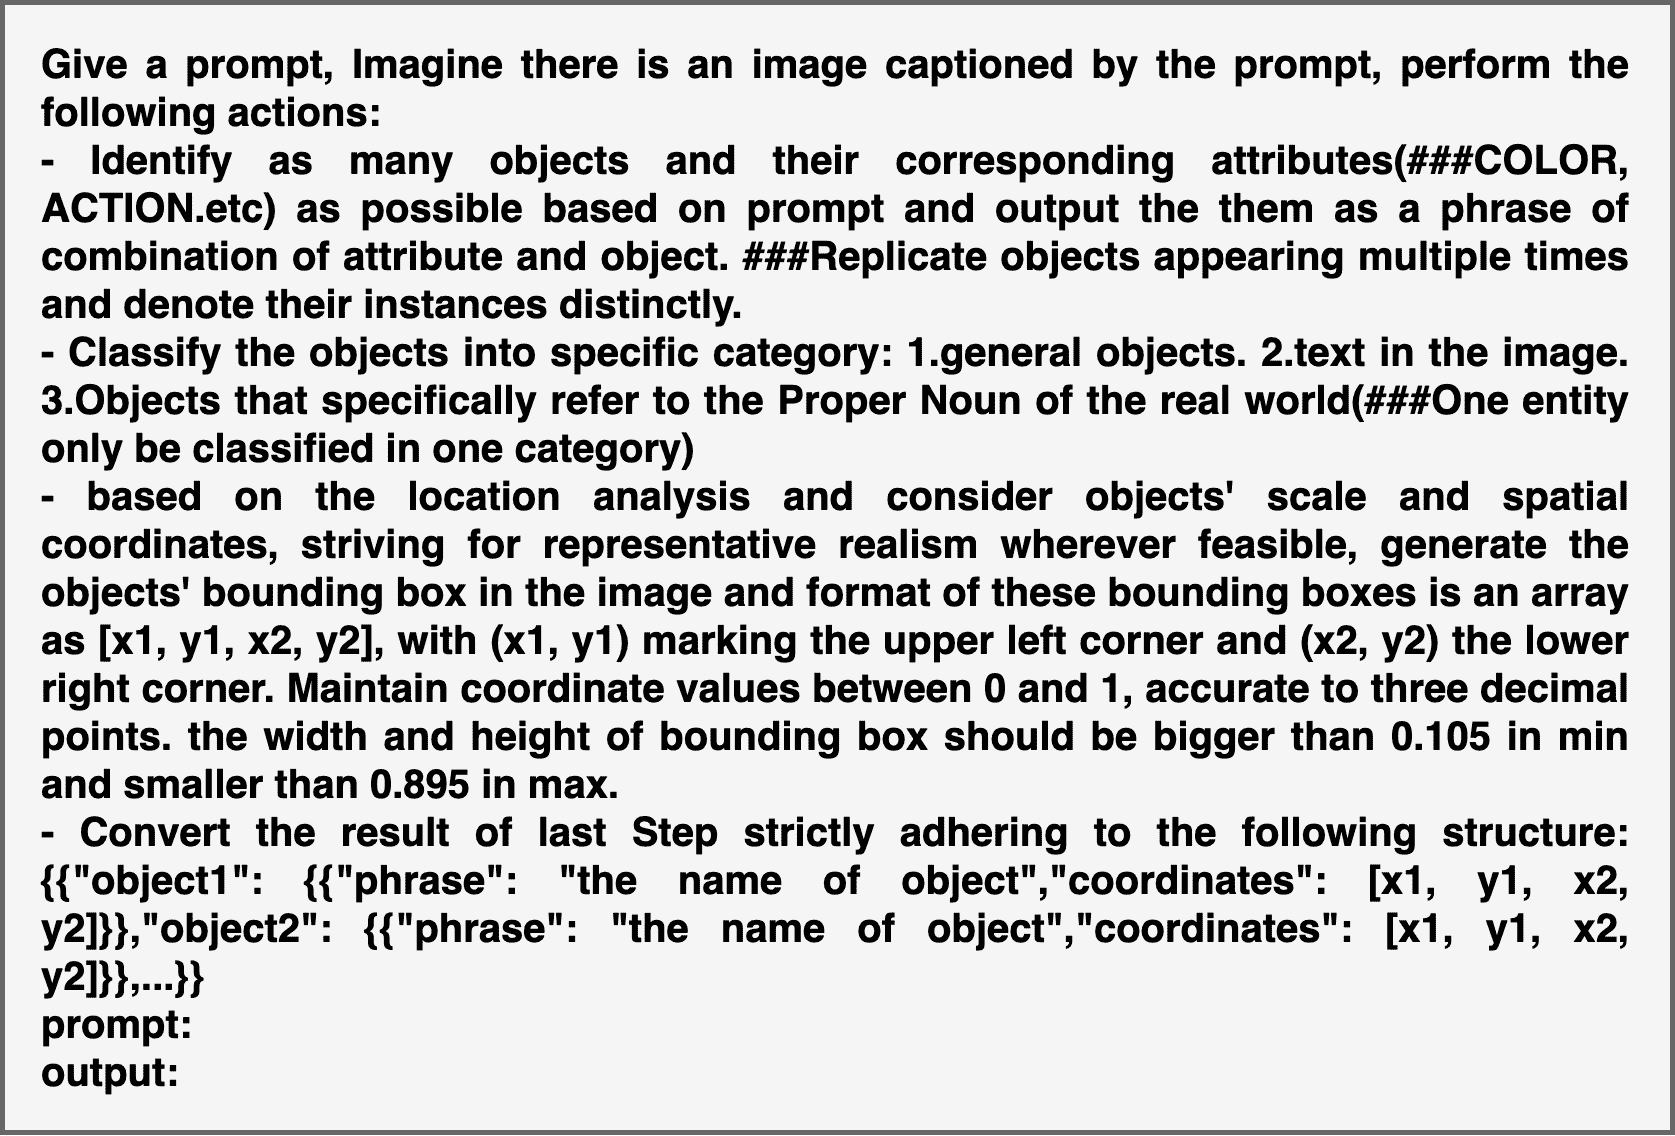 Give a prompt, Imagine there is an image captioned by the prompt, perform the
following actions:
- Identify as many objects and their corresponding attributes(###COLOR,
ACTION.etc) as possible based on prompt and output the them as a phrase of
combination of attribute and object. ###Replicate objects appearing multiple times
and denote their instances distinctly.
- Classify the objects into specific category: 1.general objects. 2.text in the image.
3.Objects that specifically refer to the Proper Noun of the real world(###One entity
only be classified in one category)
- based on the location analysis and consider objects' scale and spatial
coordinates, striving for representative realism wherever feasible, generate the
objects' bounding box in the image and format of these bounding boxes is an array
as [x1, y1, x2, y2], with (x1, y1) marking the upper left corner and (x2, y2) the lower
right corner. Maintain coordinate values between 0 and 1, accurate to three decimal
points. the width and height of bounding box should be bigger than 0.105 in min
and smaller than 0.895 in max.
- Convert the result of last Step strictly adhering to the following structure:
{{"object1": {{"phrase": "the name of object","coordinates": [x1, y1, x2,
y2]}},"object2": {{"phrase": "the name of object","coordinates": [x1, y1, x2,
y2]}},...}}
prompt:
output: